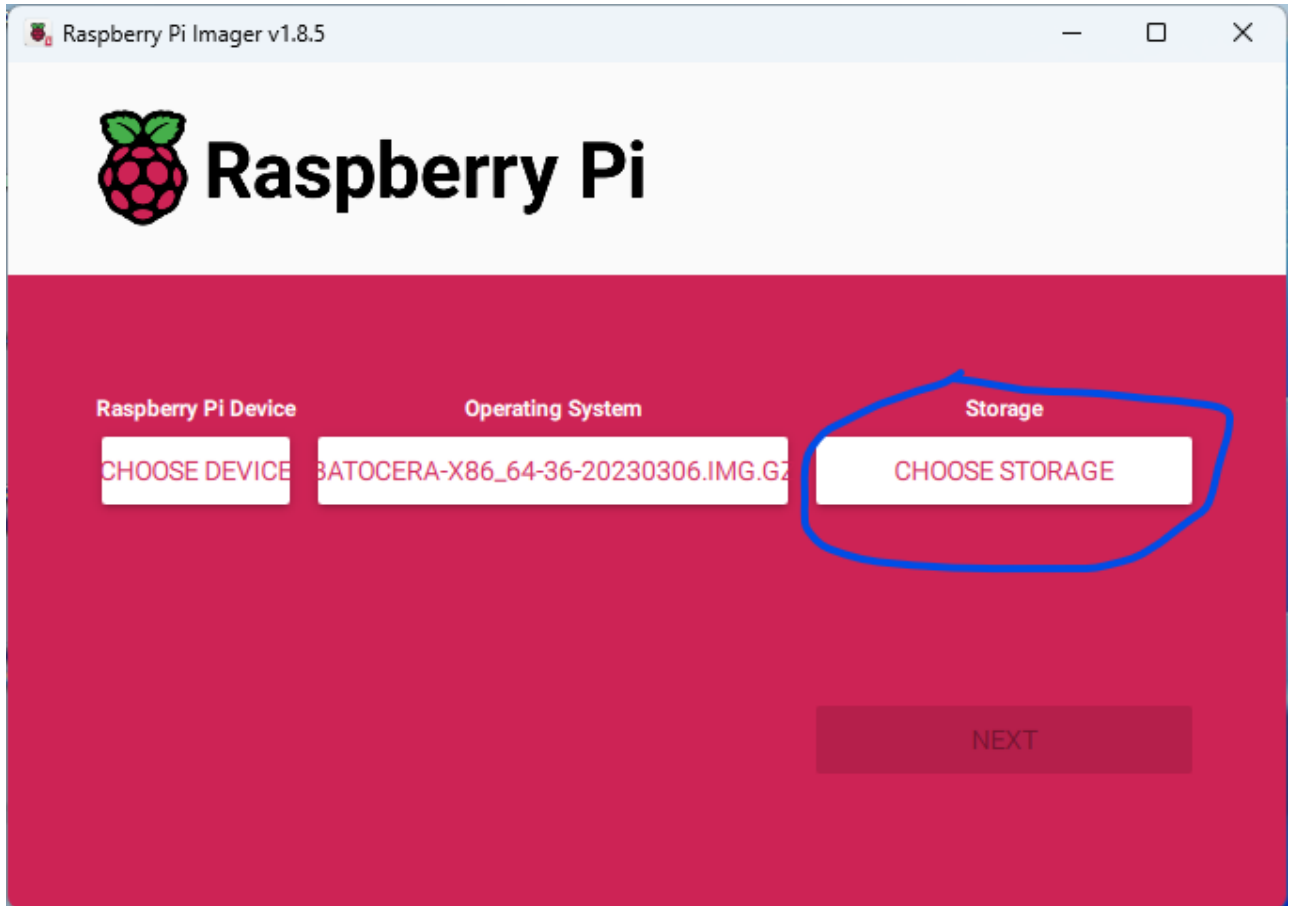 Raspberry Pi Imager v1.8.5
Raspberry Pi
Raspberry Pi Device
Operating System
Storage
CHOOSE DEVICE
BATOCERA-X86_64-36-20230306.IMG.GZ
CHOOSE STORAGE
NEXT